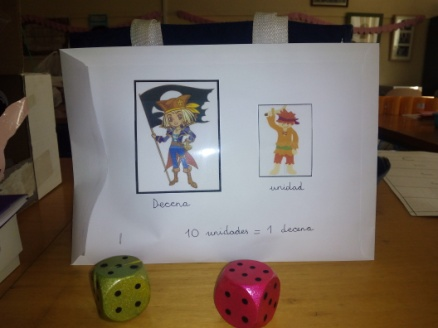 Decena
unidad
10 unidades = 1 decena